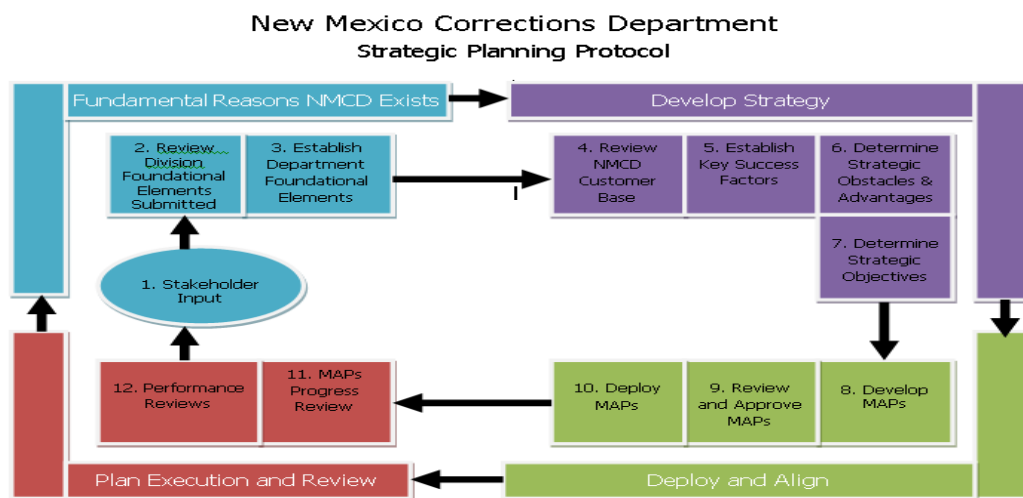 New Mexico Corrections Department
Strategic Planning Protocol
Fundamental Reasons NMCD Exists
Develop Strategy
2. Review
Division
Foundational
Elements
Submitted
3. Establish
Department
Foundational
Elements
4. Review
NMCD
Customer
Base
5. Establish
Key Success
Factors
6. Determine
Strategic
Obstacles &
Advantages
7. Determine
Strategic
Objectives
1. Stakeholder
Input
12. Performance
Reviews
11. MAPs
Progress
Review
10. Deploy
MAPs
9. Review
and Approve
MAPs
8. Develop
MAPs
Plan Execution and Review
Deploy and Align